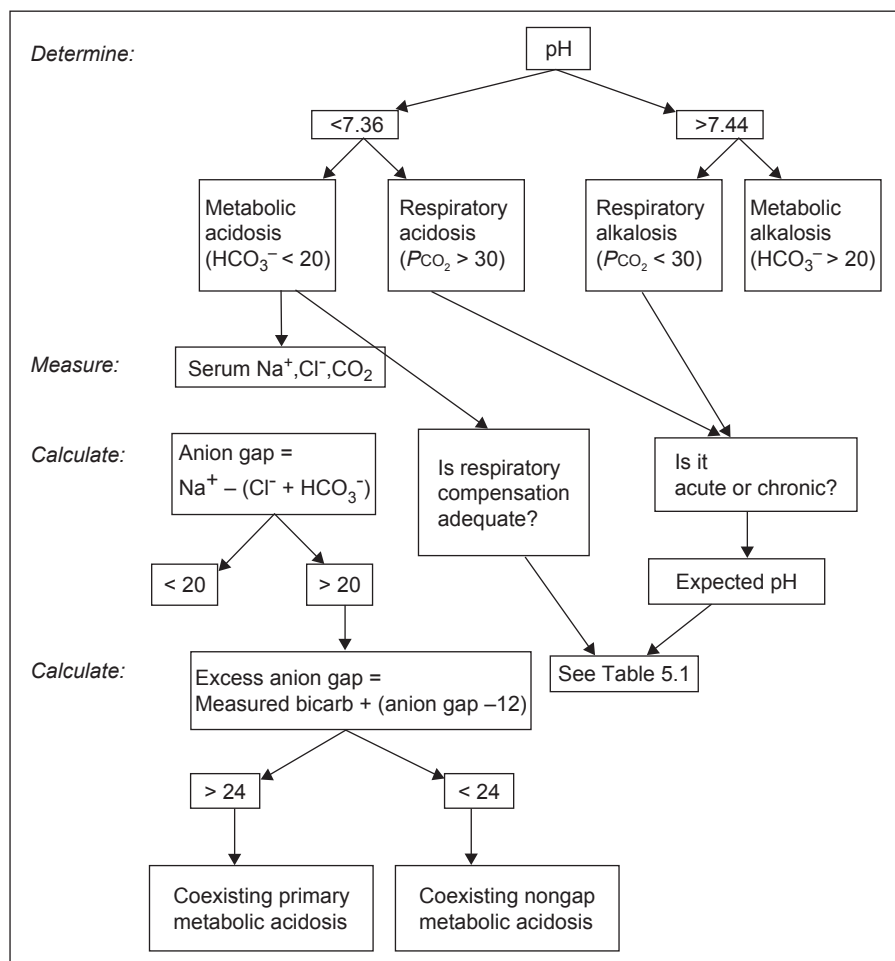 Determine:
pH
<7.36
>7.44
Metabolic
acidosis
(HCO₃⁻ < 20)
Respiratory
acidosis
(PCO₂ > 30)
Respiratory
alkalosis
(PCO₂ < 30)
Metabolic
alkalosis
(HCO₃⁻ > 20)
Measure:
Serum Na⁺,Cl⁻,CO₂
Calculate:
Anion gap =
Na⁺ – (Cl⁻ + HCO₃⁻)
Is respiratory
compensation
adequate?
Is it
acute or chronic?
< 20
> 20
Expected pH
Calculate:
Excess anion gap =
Measured bicarb + (anion gap –12)
See Table 5.1
> 24
< 24
Coexisting primary
metabolic acidosis
Coexisting nongap
metabolic acidosis